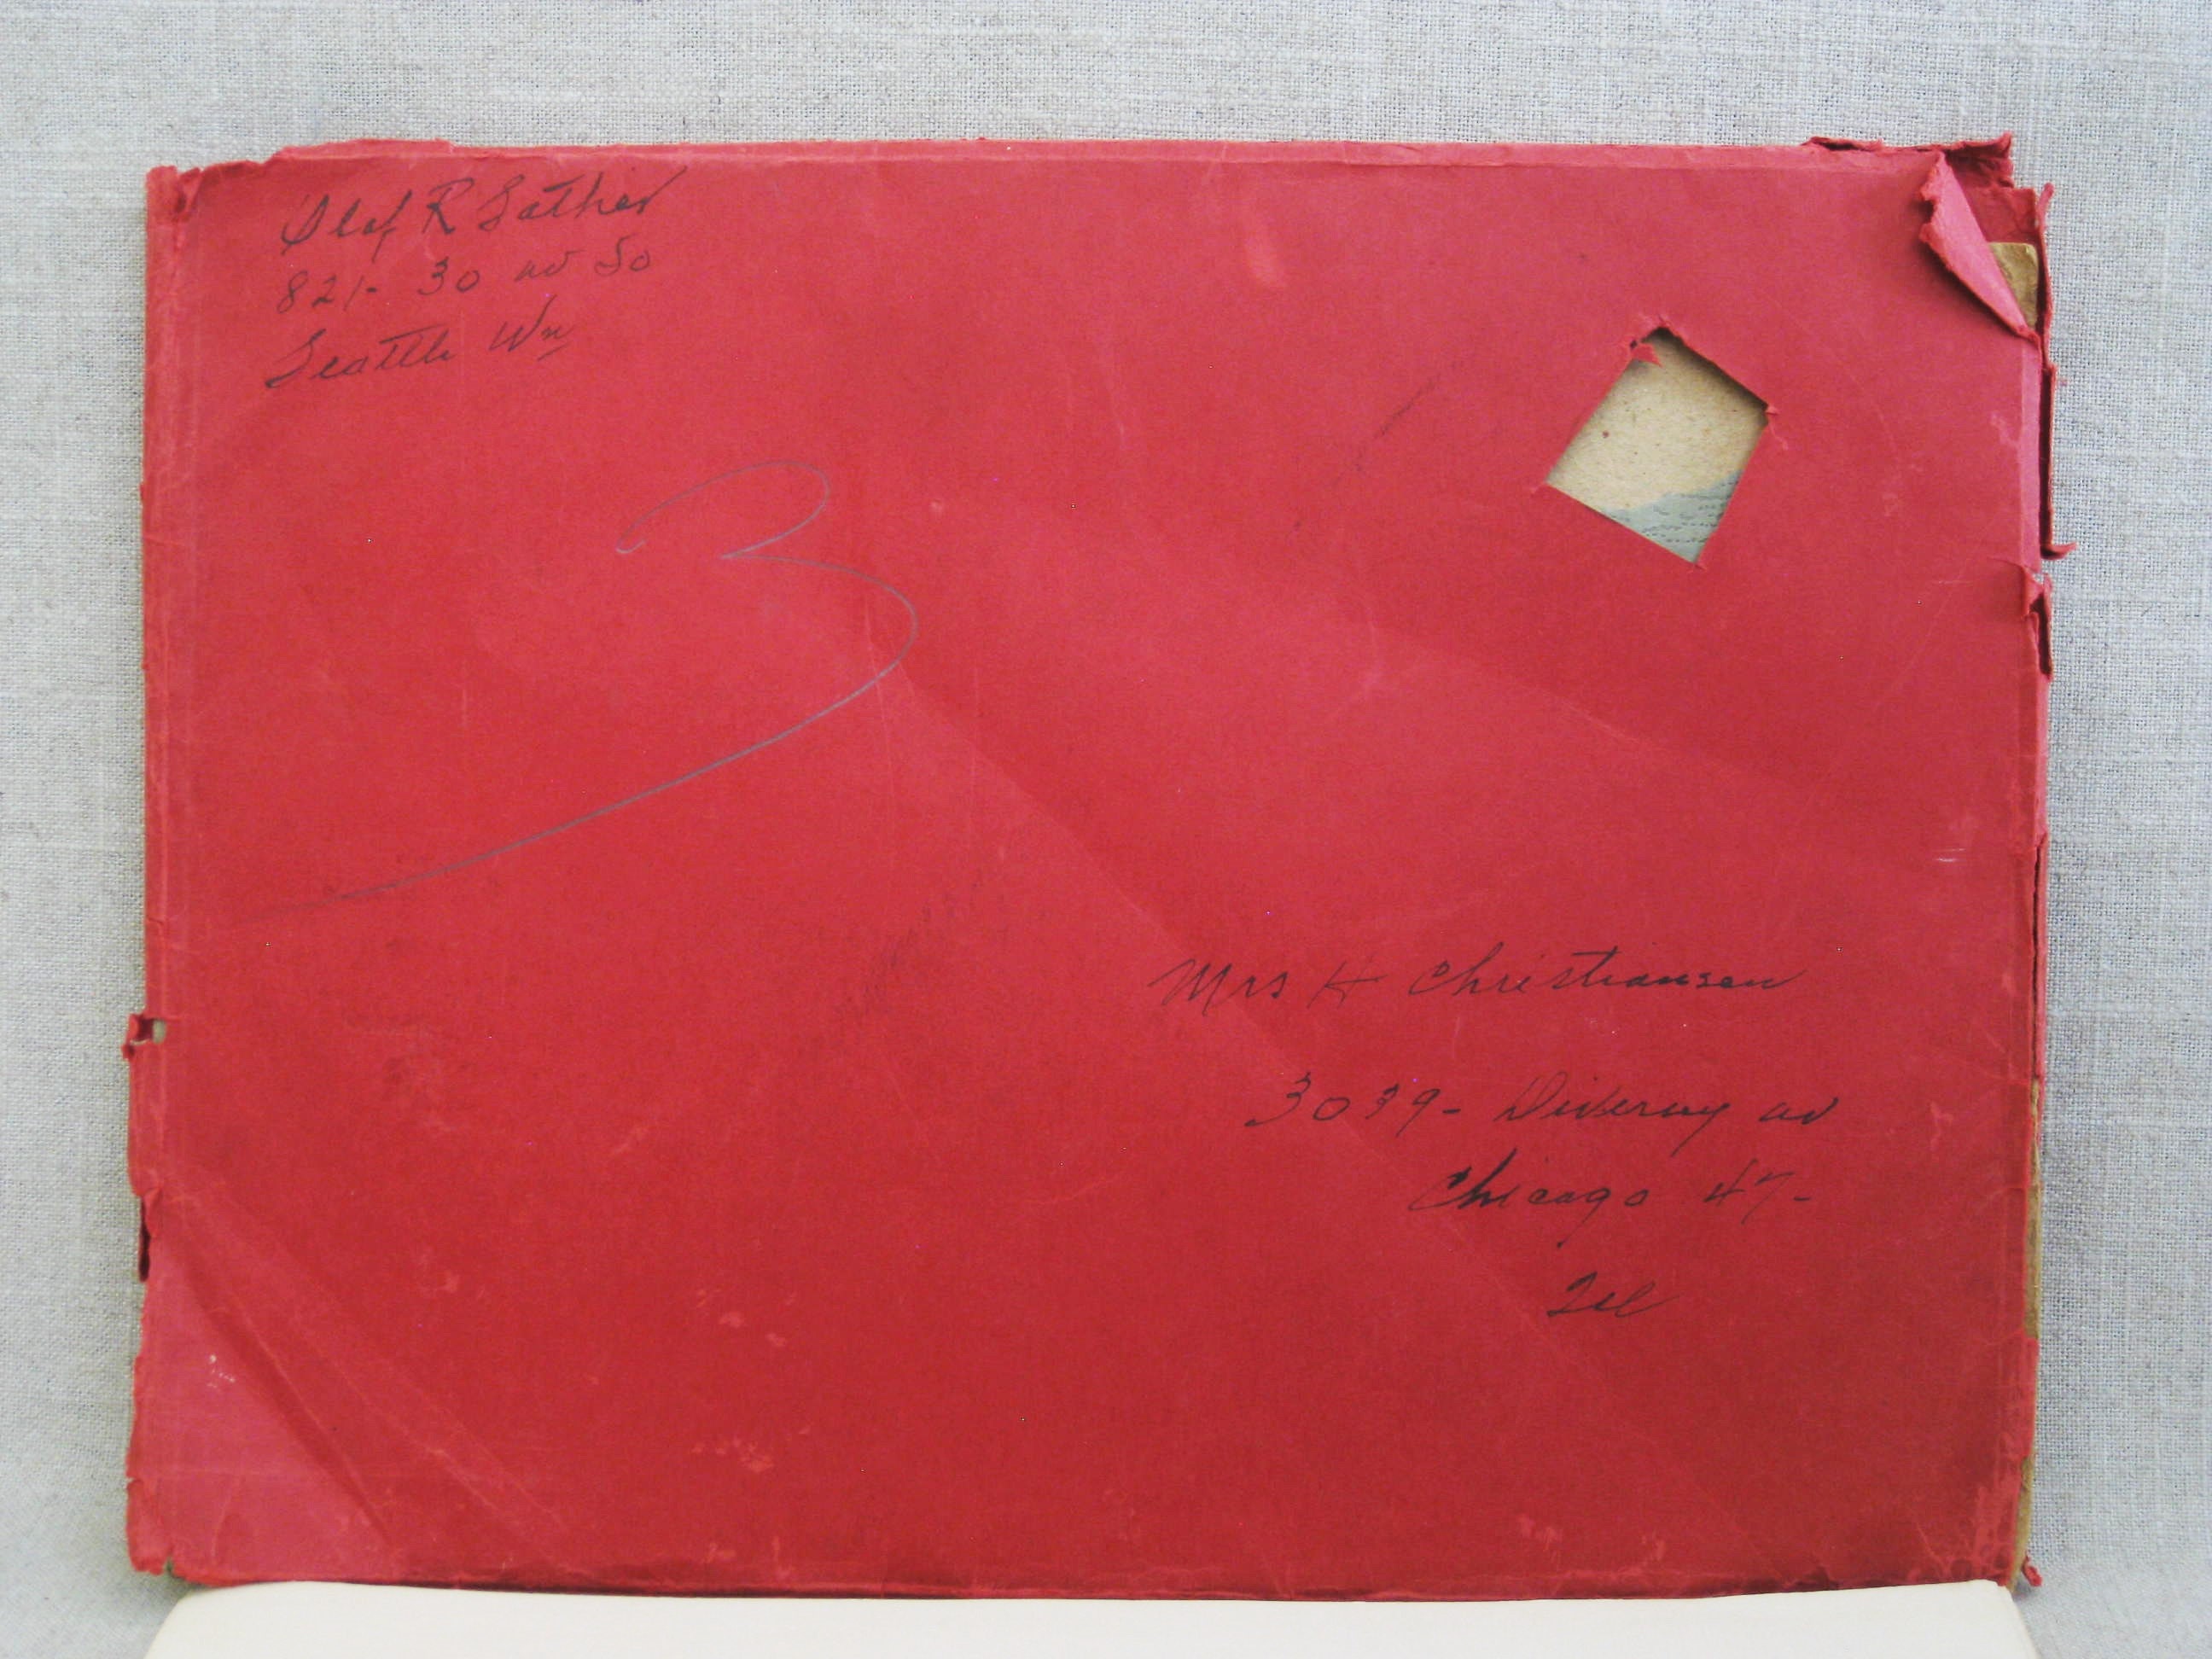 Olaf R Sather
821- 30 av So
Seattle Wn
3
Mrs H Christiansen
3039- Diversey av
Chicago 47-
Ill